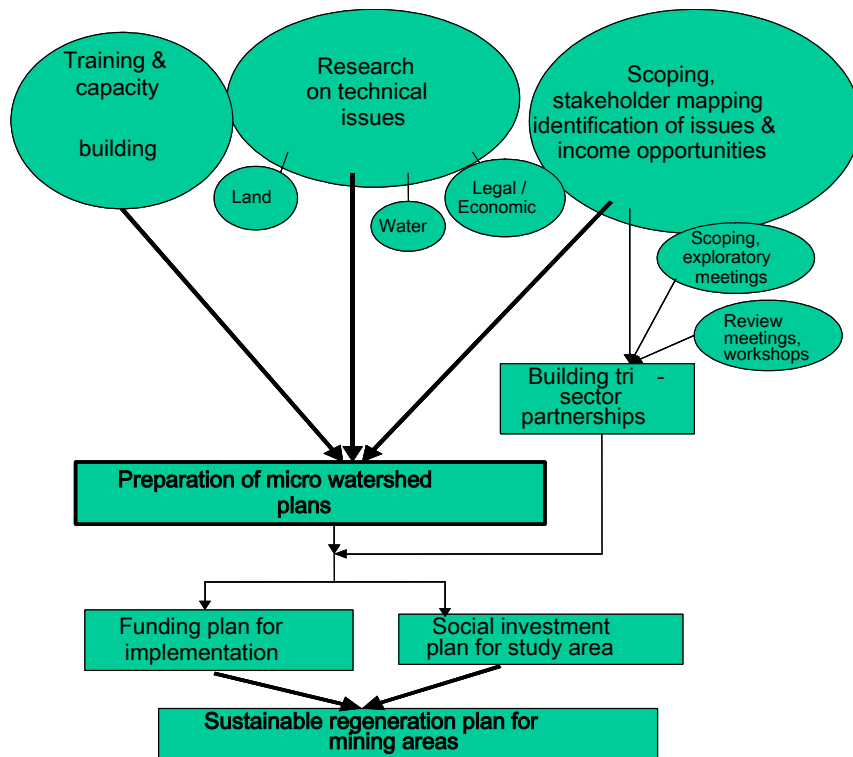 Training &
capacity
building
Research
on technical
issues
Scoping,
stakeholder mapping
identification of issues &
income opportunities
Land
Water
Legal /
Economic
Scoping,
exploratory
meetings
Review
meetings,
workshops
Building tri -
sector
partnerships
Preparation of micro watershed
plans
Funding plan for
implementation
Social investment
plan for study area
Sustainable regeneration plan for
mining areas